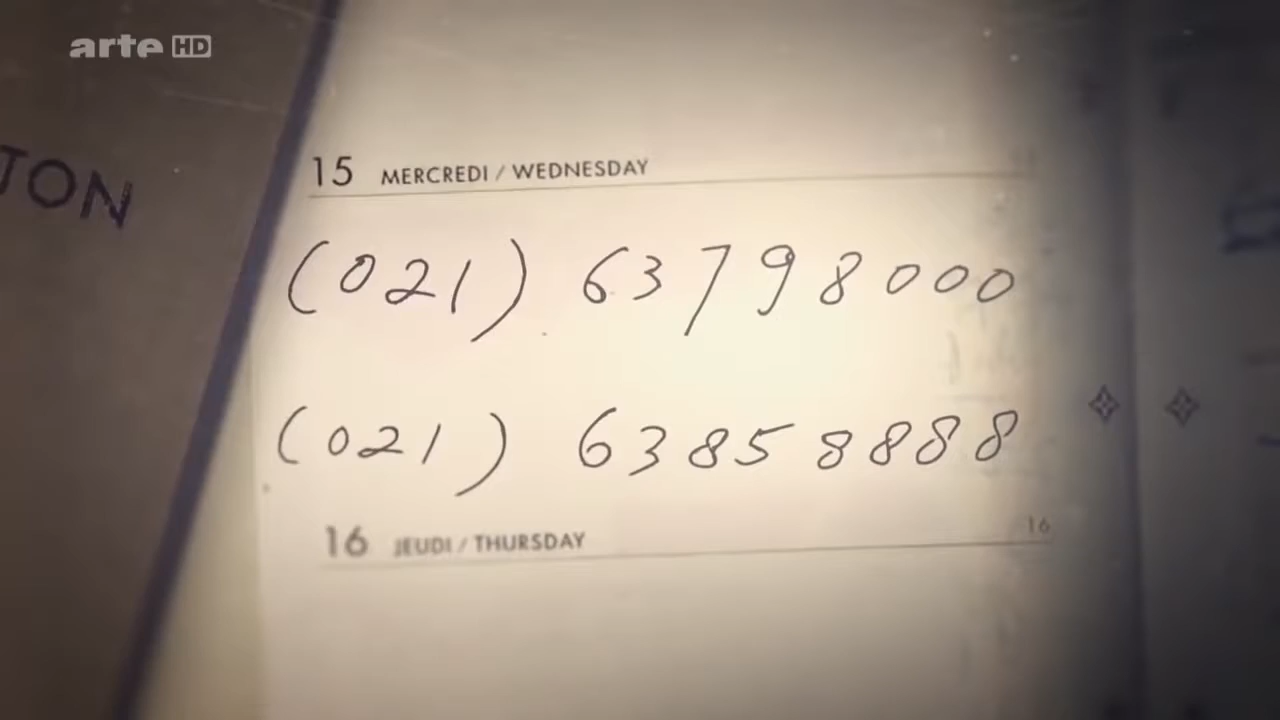 arte HD
TON
15 MERCREDI / WEDNESDAY
(021) 63798000
(021) 63858888
16 JEUDI / THURSDAY 16